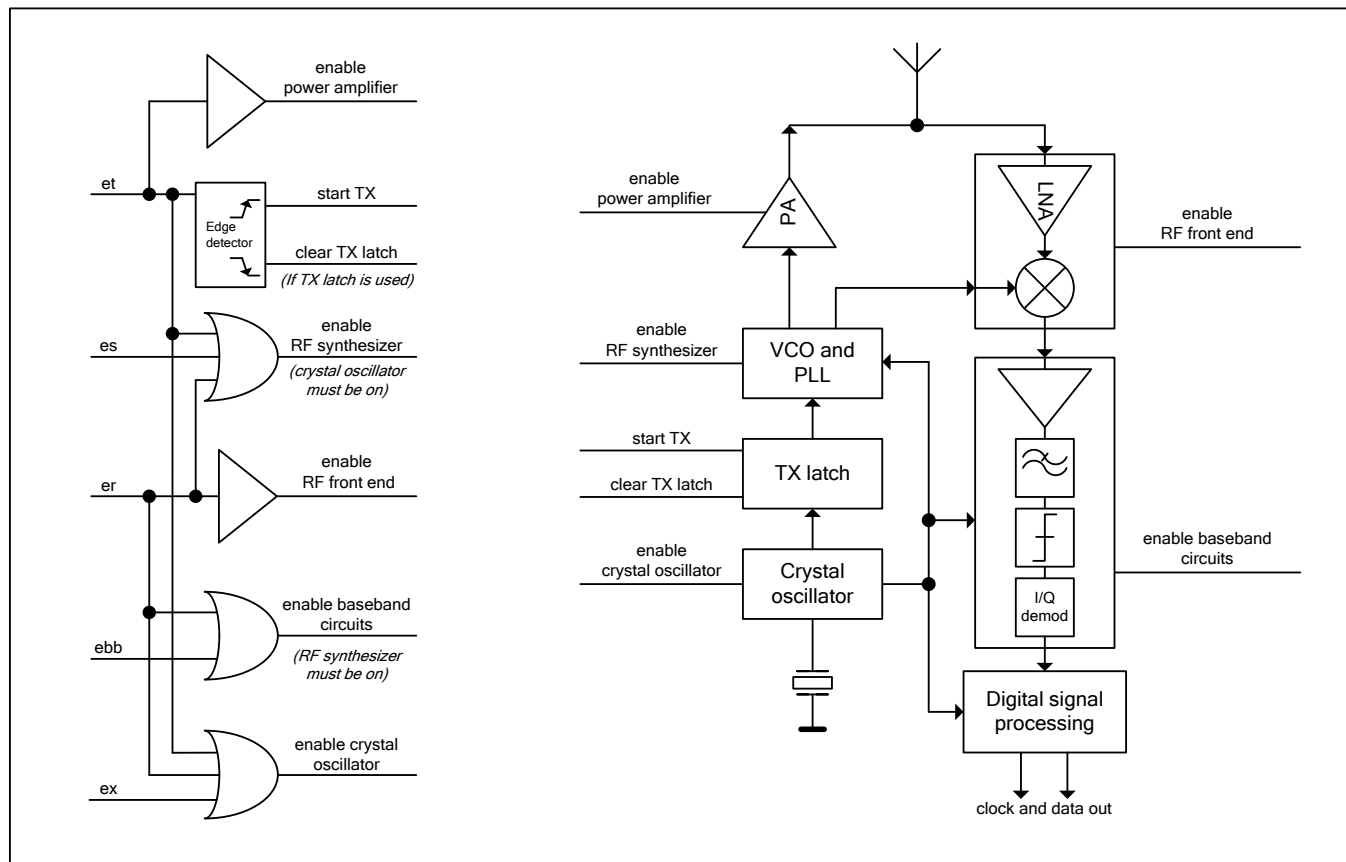 enable
power amplifier
et
Edge
detector
start TX
clear TX latch
(If TX latch is used)
es
enable
RF synthesizer
(crystal oscillator
must be on)
er
enable
RF front end
ebb
enable baseband
circuits
(RF synthesizer
must be on)
ex
enable crystal
oscillator
enable
power amplifier
PA
LNA
enable
RF front end
enable
RF synthesizer
VCO and
PLL
start TX
clear TX latch
TX latch
enable
crystal oscillator
Crystal
oscillator
I/Q
demod
enable baseband
circuits
Digital signal
processing
clock and data out